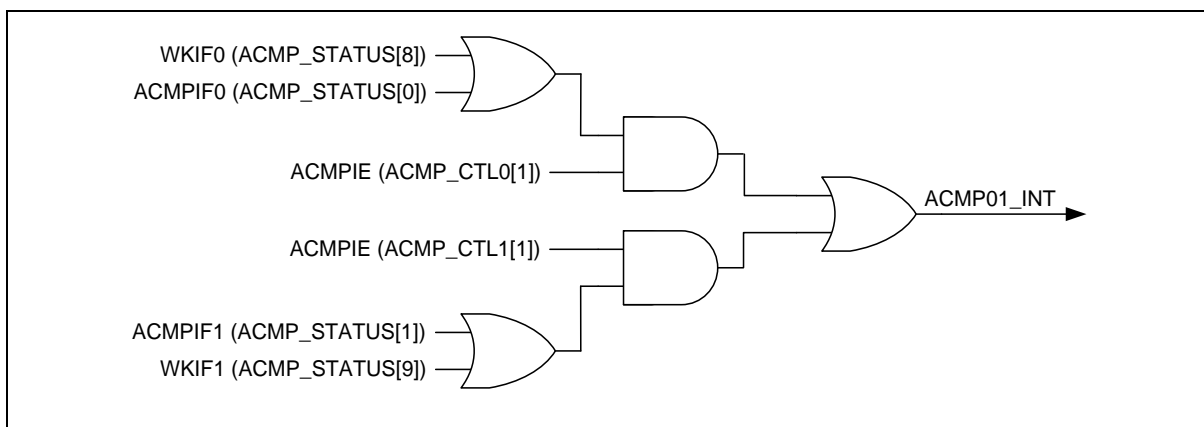 WKIF0 (ACMP_STATUS[8])
ACMPIF0 (ACMP_STATUS[0])
ACMPIE (ACMP_CTL0[1])
ACMP01_INT
ACMPIE (ACMP_CTL1[1])
ACMPIF1 (ACMP_STATUS[1])
WKIF1 (ACMP_STATUS[9])